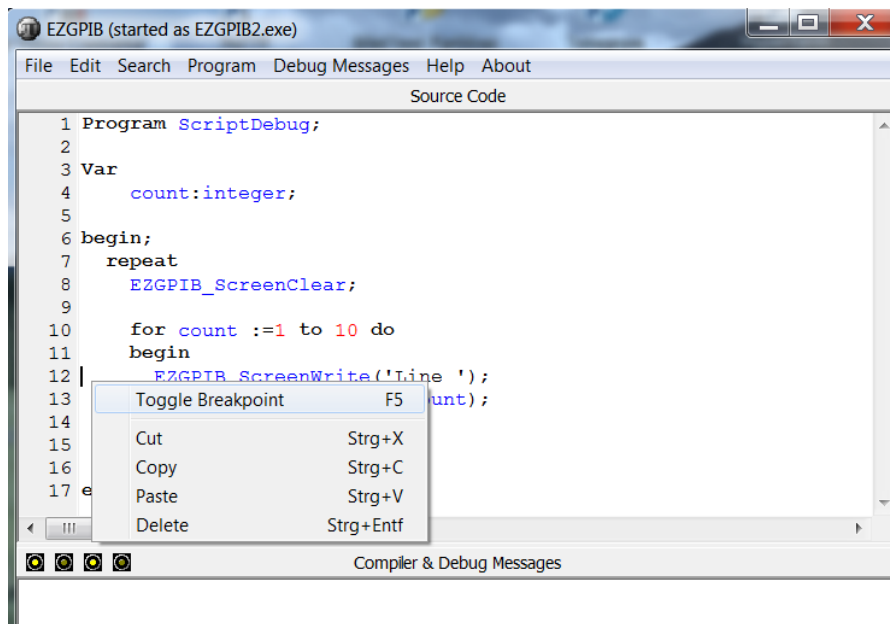 EZGPIB (started as EZGPIB2.exe)
File Edit Search Program Debug Messages Help About
Source Code
1 Program ScriptDebug;
2
3 Var
4 count:integer;
5
6 begin;
7 repeat
8 EZGPIB_ScreenClear;
9
10 for count :=1 to 10 do
11 begin
12 EZGPIB_ScreenWrite('Line ');
13 unt);
14
15
16
17 e
Toggle Breakpoint F5
Cut Strg+X
Copy Strg+C
Paste Strg+V
Delete Strg+Entf
Compiler & Debug Messages